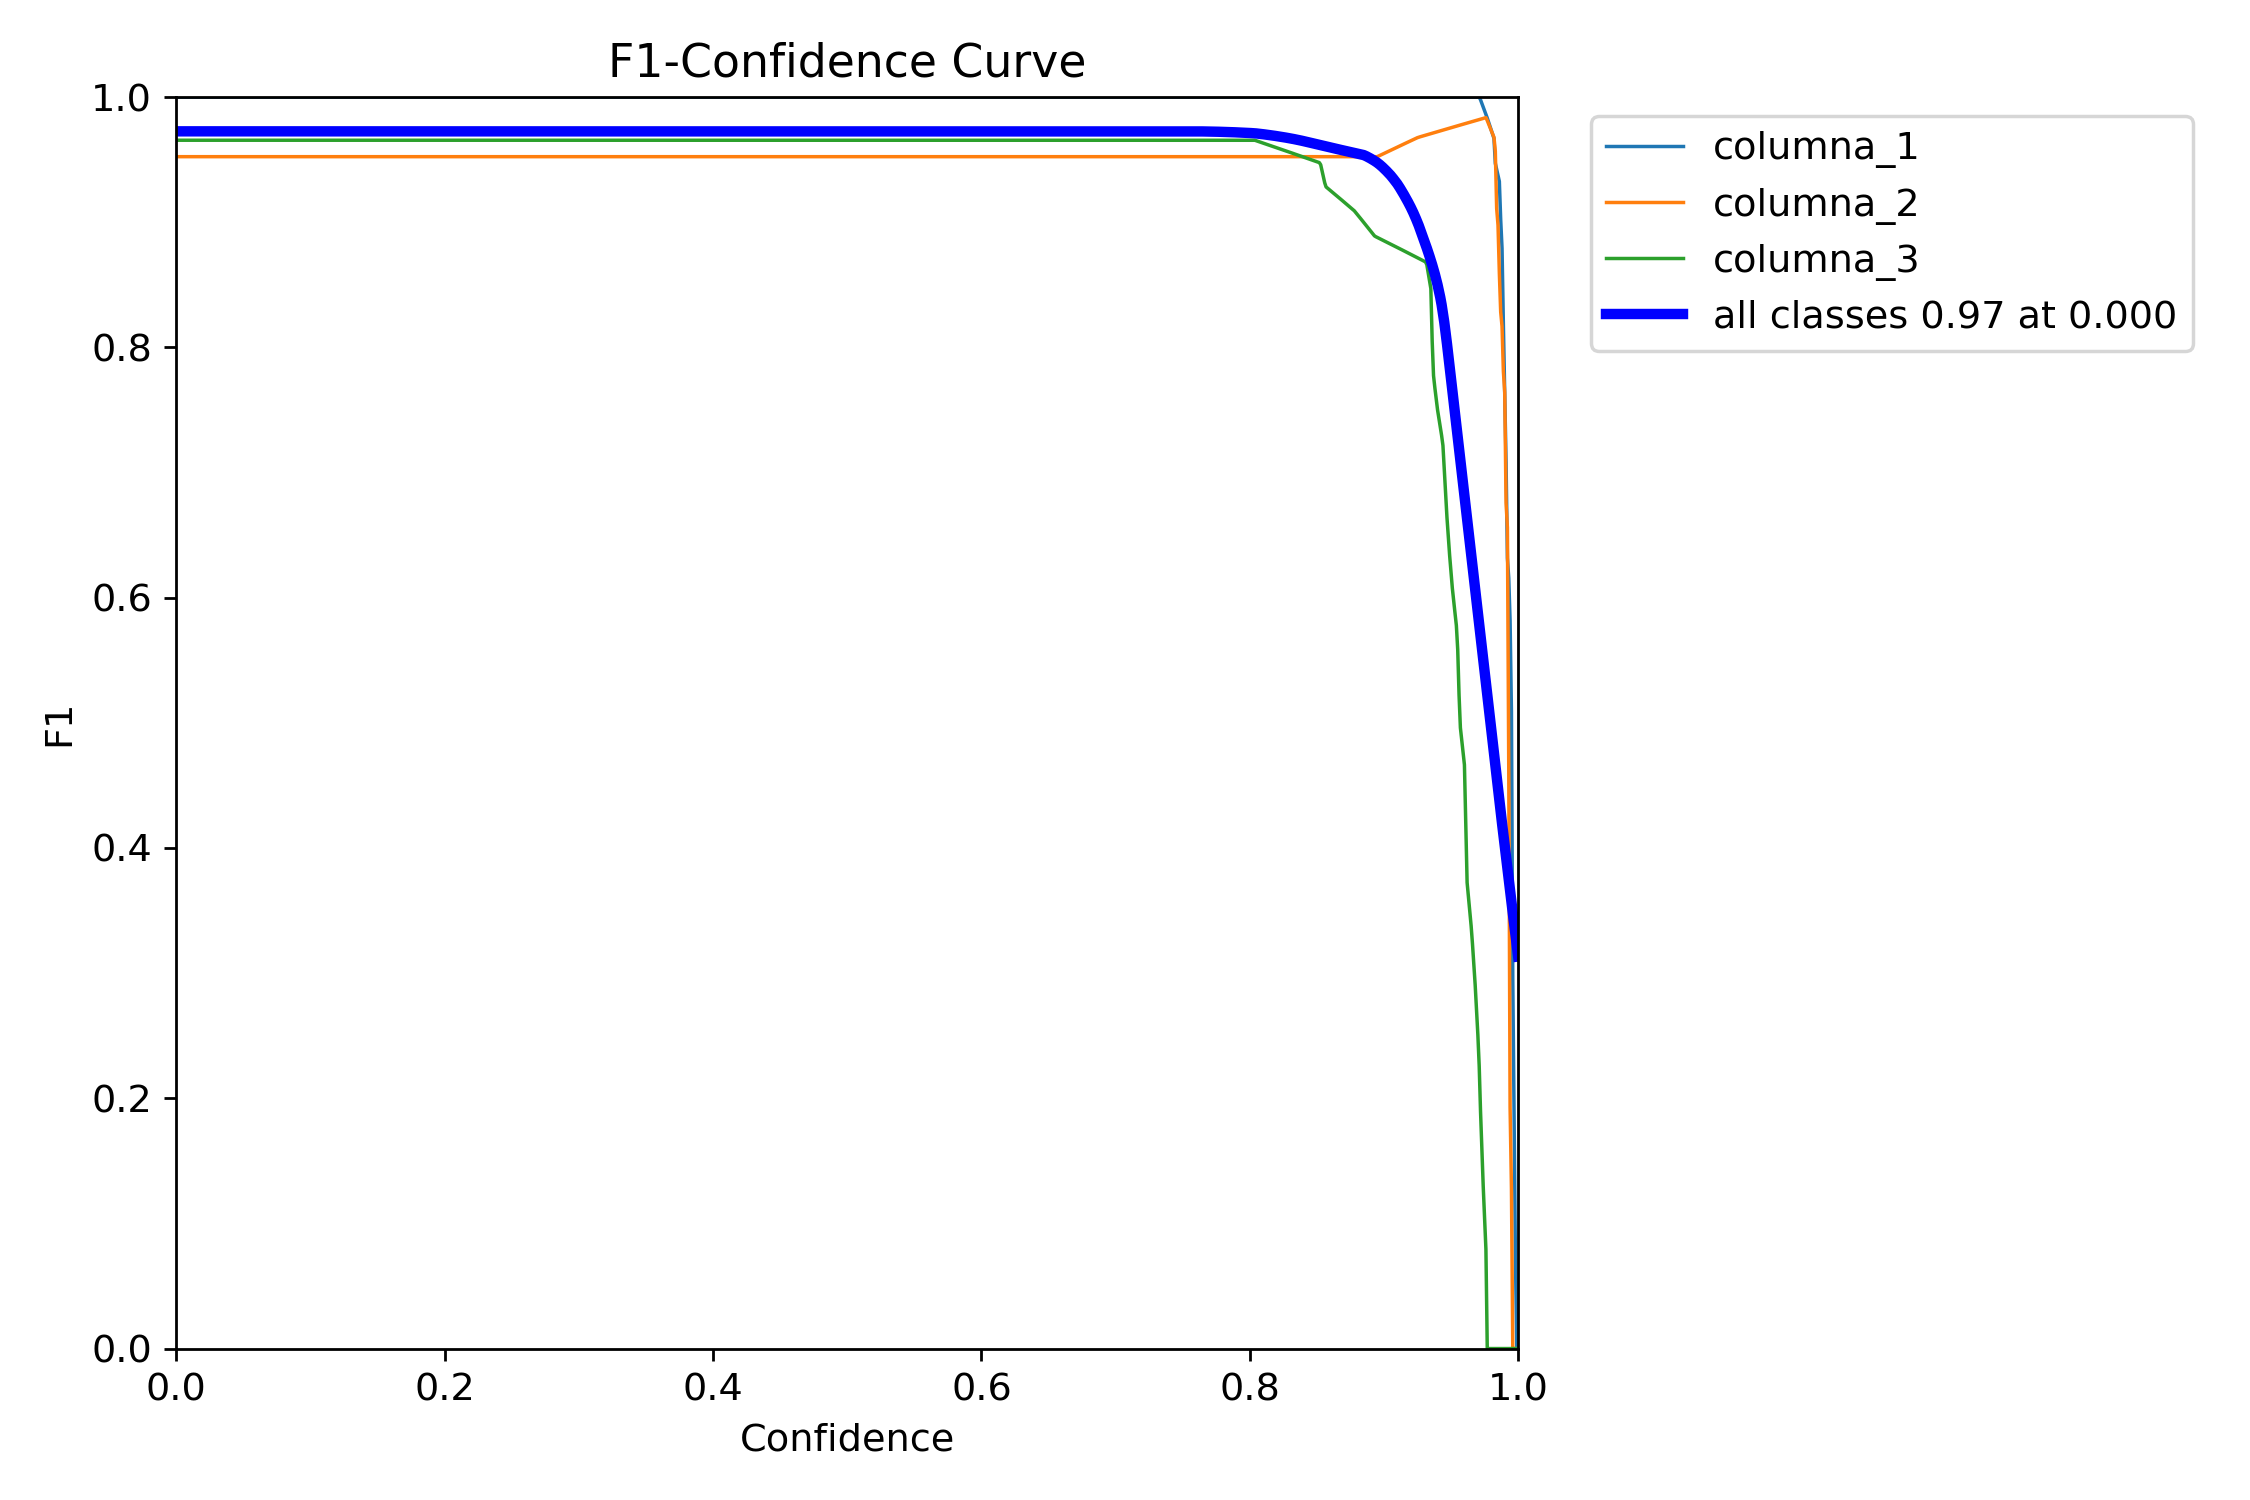 F1-Confidence Curve
1.0
0.8
0.6
0.4
0.2
0.0
F1
0.0 0.2 0.4 0.6 0.8 1.0
Confidence
columna_1
columna_2
columna_3
all classes 0.97 at 0.000